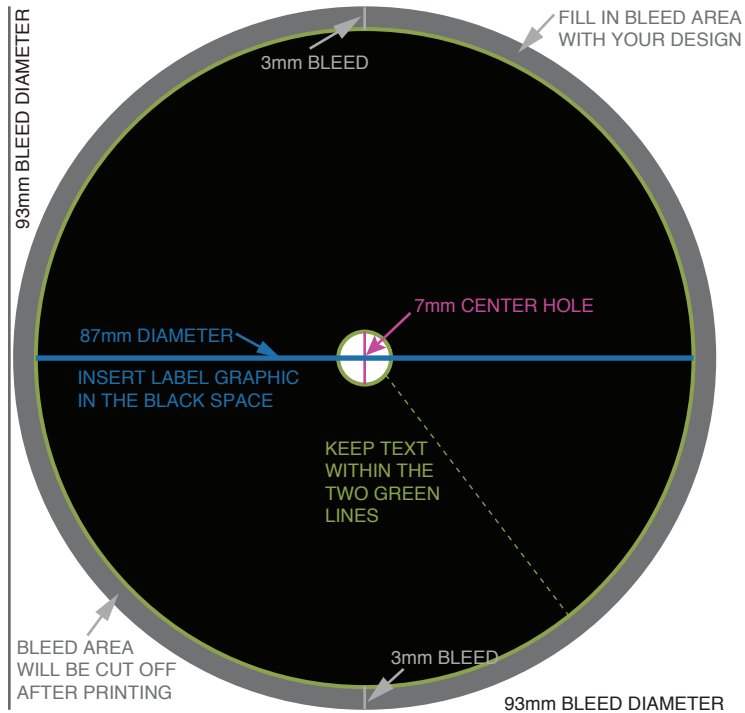 FILL IN BLEED AREA
WITH YOUR DESIGN
3mm BLEED
93mm BLEED DIAMETER
7mm CENTER HOLE
87mm DIAMETER
INSERT LABEL GRAPHIC
IN THE BLACK SPACE
KEEP TEXT
WITHIN THE
TWO GREEN
LINES
BLEED AREA
WILL BE CUT OFF
AFTER PRINTING
3mm BLEED
93mm BLEED DIAMETER